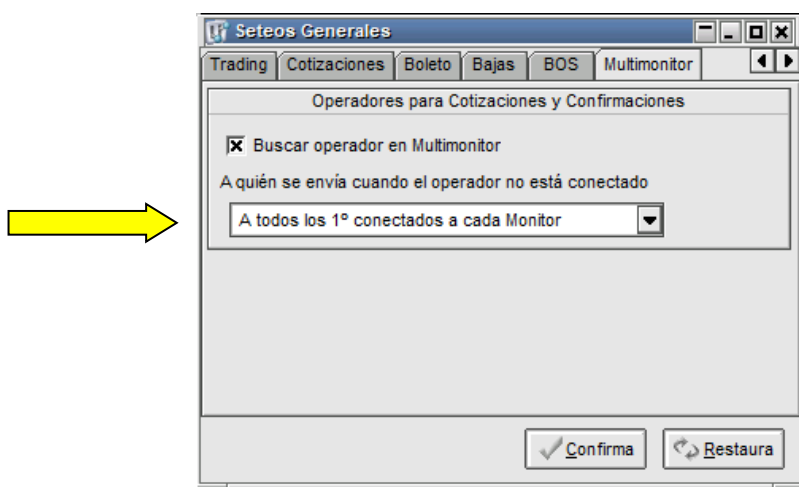 Seteos Generales
Trading Cotizaciones Boleto Bajas BOS Multimonitor
Operadores para Cotizaciones y Confirmaciones
Buscar operador en Multimonitor
A quién se envía cuando el operador no está conectado
A todos los 1º conectados a cada Monitor
Confirma Restaura